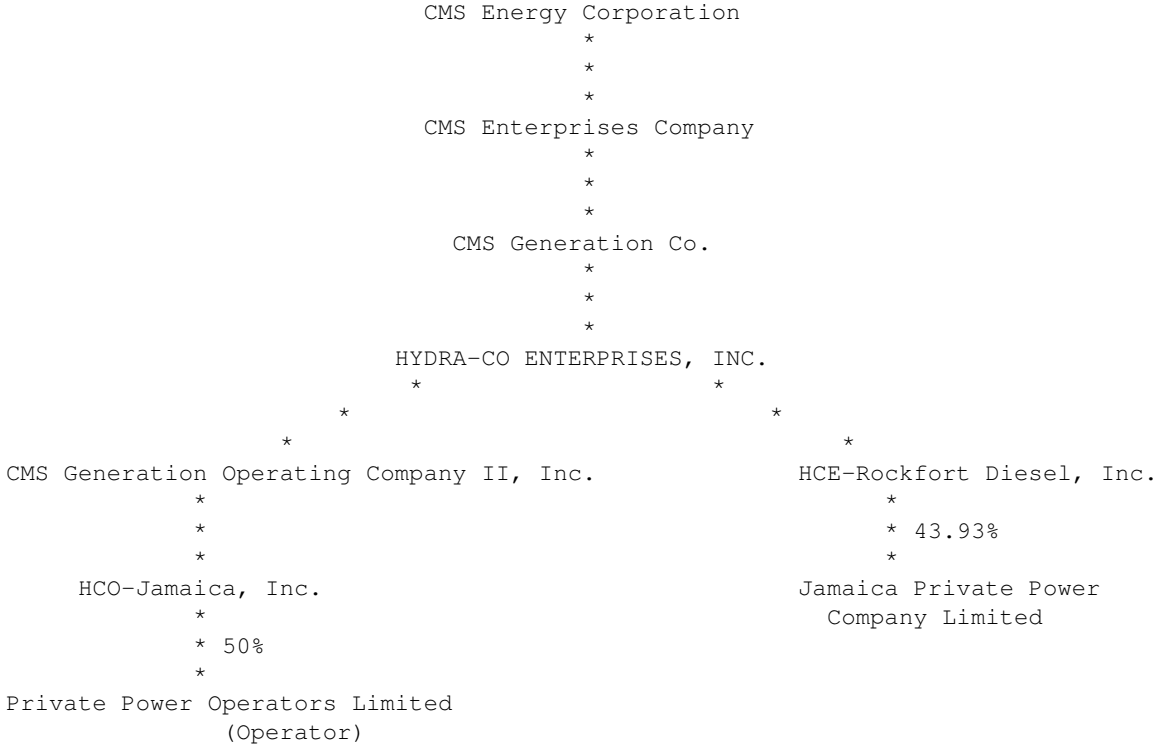 CMS Energy Corporation
*
*
*
CMS Enterprises Company
*
*
*
CMS Generation Co.
*
*
*
HYDRA-CO ENTERPRISES, INC.
* *
* *
* *
CMS Generation Operating Company II, Inc. HCE-Rockfort Diesel, Inc.
* *
* * 43.93%
* *
HCO-Jamaica, Inc. Jamaica Private Power
* Company Limited
* 50%
*
Private Power Operators Limited
(Operator)